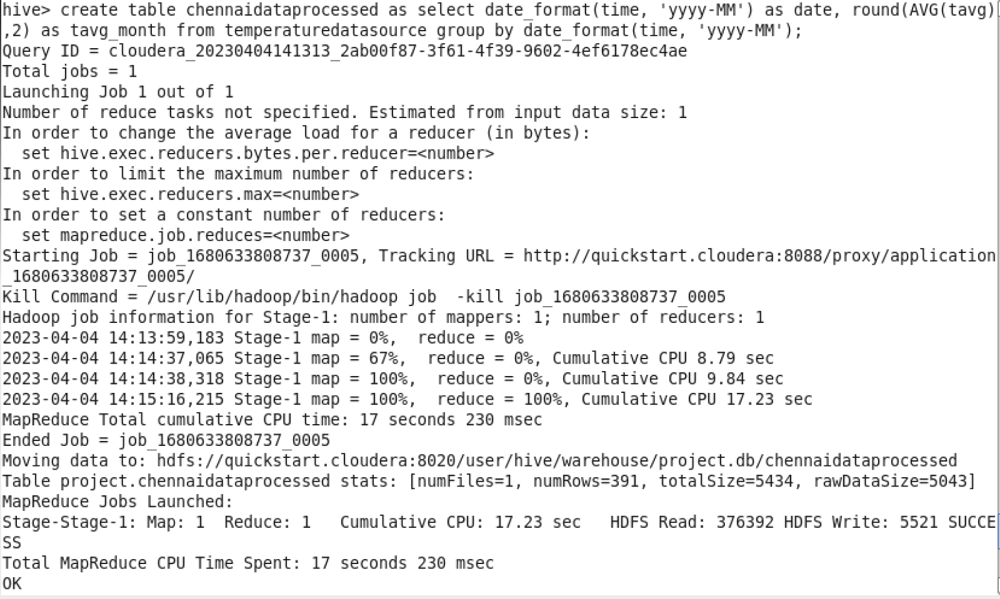 hive> create table chennaidataprocessed as select date_format(time, 'yyyy-MM') as date, round(AVG(tavg)
,2) as tavg_month from temperaturedatasource group by date_format(time, 'yyyy-MM');
Query ID = cloudera_20230404141313_2ab00f87-3f61-4f39-9602-4ef6178ec4ae
Total jobs = 1
Launching Job 1 out of 1
Number of reduce tasks not specified. Estimated from input data size: 1
In order to change the average load for a reducer (in bytes):
  set hive.exec.reducers.bytes.per.reducer=<number>
In order to limit the maximum number of reducers:
  set hive.exec.reducers.max=<number>
In order to set a constant number of reducers:
  set mapreduce.job.reduces=<number>
Starting Job = job_1680633808737_0005, Tracking URL = http://quickstart.cloudera:8088/proxy/application
_1680633808737_0005/
Kill Command = /usr/lib/hadoop/bin/hadoop job  -kill job_1680633808737_0005
Hadoop job information for Stage-1: number of mappers: 1; number of reducers: 1
2023-04-04 14:13:59,183 Stage-1 map = 0%,  reduce = 0%
2023-04-04 14:14:37,065 Stage-1 map = 67%,  reduce = 0%, Cumulative CPU 8.79 sec
2023-04-04 14:14:38,318 Stage-1 map = 100%,  reduce = 0%, Cumulative CPU 9.84 sec
2023-04-04 14:15:16,215 Stage-1 map = 100%,  reduce = 100%, Cumulative CPU 17.23 sec
MapReduce Total cumulative CPU time: 17 seconds 230 msec
Ended Job = job_1680633808737_0005
Moving data to: hdfs://quickstart.cloudera:8020/user/hive/warehouse/project.db/chennaidataprocessed
Table project.chennaidataprocessed stats: [numFiles=1, numRows=391, totalSize=5434, rawDataSize=5043]
MapReduce Jobs Launched:
Stage-Stage-1: Map: 1  Reduce: 1   Cumulative CPU: 17.23 sec   HDFS Read: 376392 HDFS Write: 5521 SUCCE
SS
Total MapReduce CPU Time Spent: 17 seconds 230 msec
OK